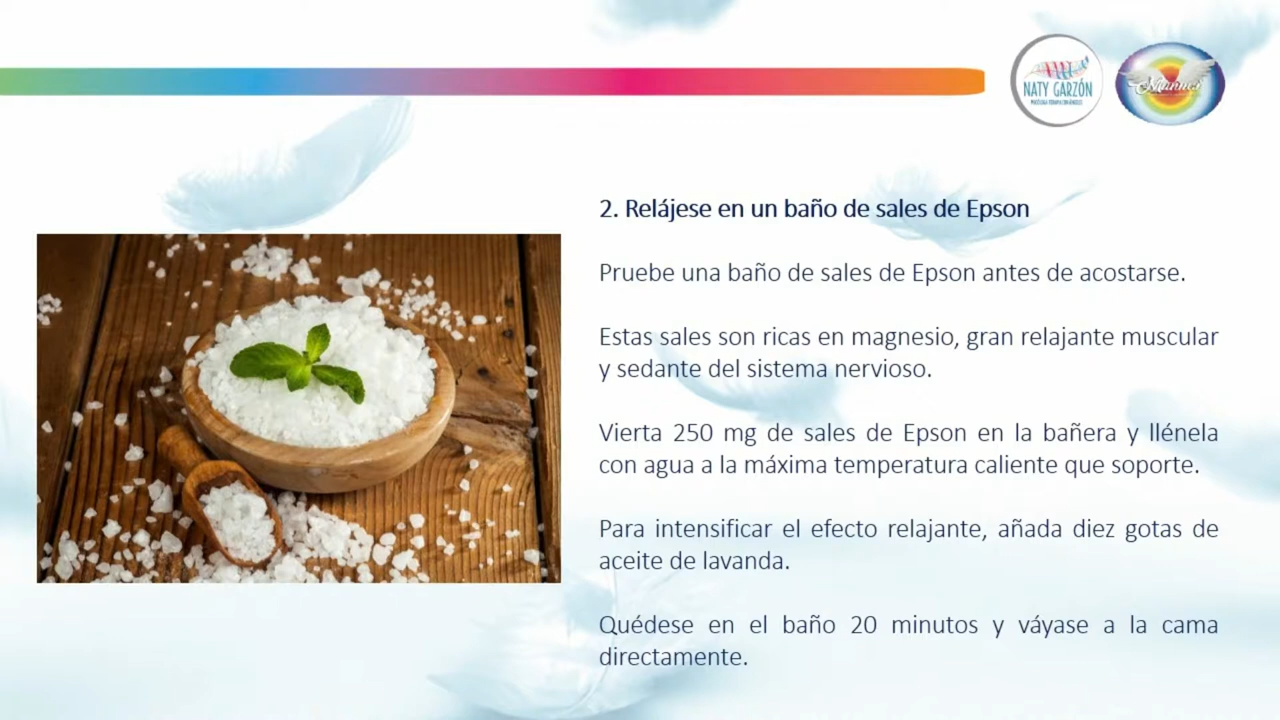 NATY GARZÓN
2. Relájese en un baño de sales de Epson
Pruebe una baño de sales de Epson antes de acostarse.
Estas sales son ricas en magnesio, gran relajante muscular
y sedante del sistema nervioso.
Vierta 250 mg de sales de Epson en la bañera y llénela
con agua a la máxima temperatura caliente que soporte.
Para intensificar el efecto relajante, añada diez gotas de
aceite de lavanda.
Quédese en el baño 20 minutos y váyase a la cama
directamente.